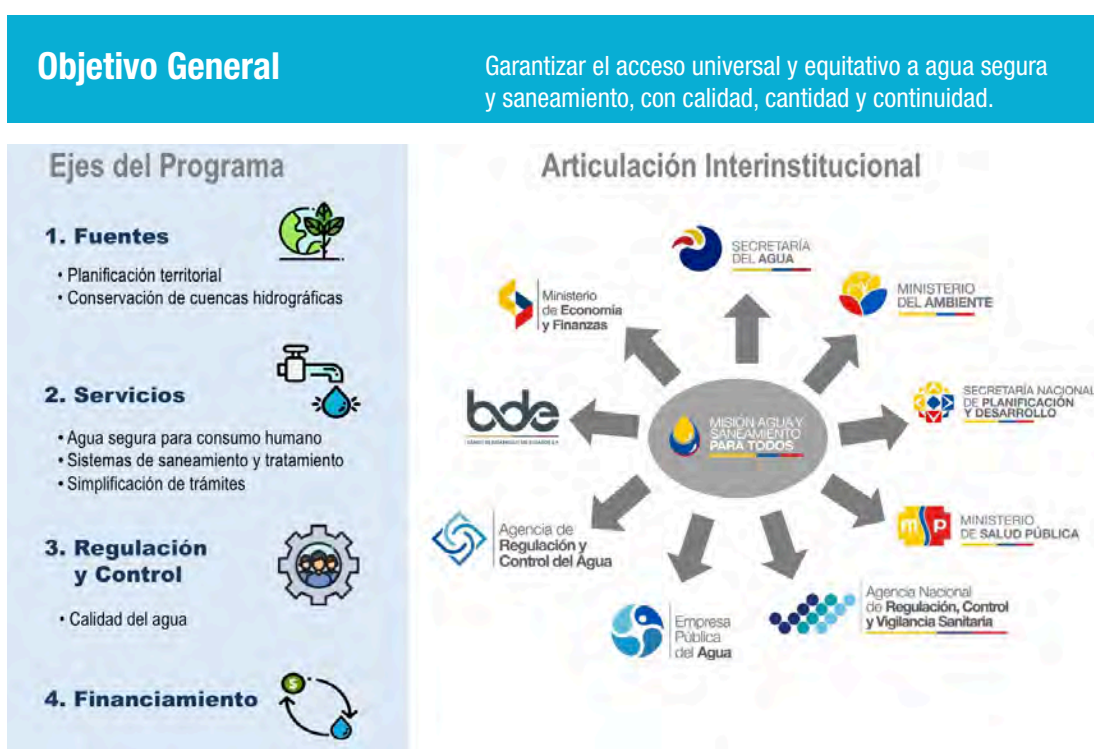 Objetivo General
Garantizar el acceso universal y equitativo a agua segura
y saneamiento, con calidad, cantidad y continuidad.
Ejes del Programa
1. Fuentes
• Planificación territorial
• Conservación de cuencas hidrográficas
2. Servicios
• Agua segura para consumo humano
• Sistemas de saneamiento y tratamiento
• Simplificación de trámites
3. Regulación
y Control
• Calidad del agua
4. Financiamiento
$
Articulación Interinstitucional
SECRETARÍA
DEL AGUA
MINISTERIO
DEL AMBIENTE
SECRETARÍA NACIONAL
DE PLANIFICACIÓN
Y DESARROLLO
msp
MINISTERIO
DE SALUD PÚBLICA
Agencia Nacional
de Regulación, Control
y Vigilancia Sanitaria
Empresa
Pública
del Agua
Agencia de
Regulación y
Control del Agua
bde
Ministerio
de Economía
y Finanzas
MISIÓN AGUA Y
SANEAMIENTO
PARA TODOS